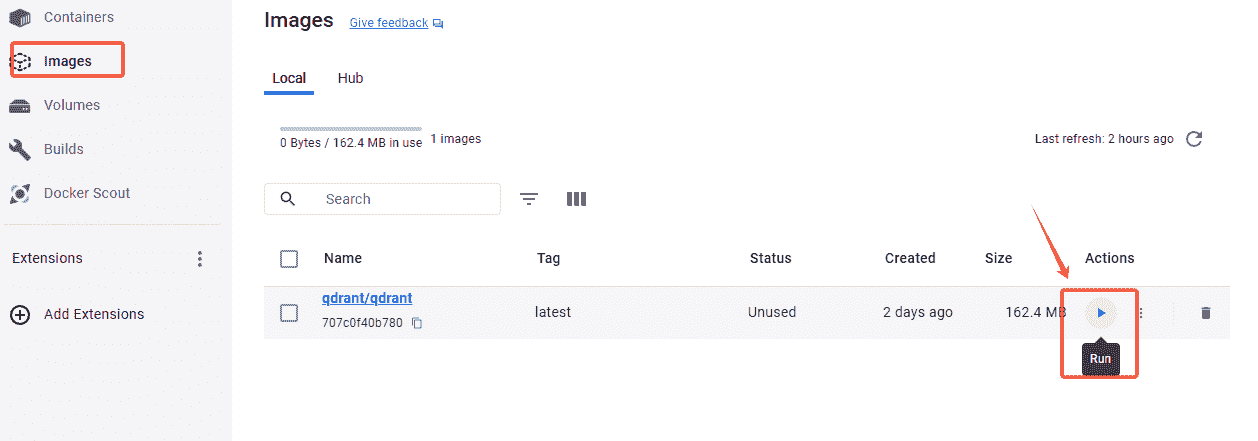 Containers
Images
Volumes
Builds
Docker Scout
Extensions
Add Extensions
Images Give feedback
Local Hub
0 Bytes / 162.4 MB in use 1 images
Last refresh: 2 hours ago
Search
Name Tag Status Created Size Actions
qdrant/qdrant
707c0f40b780
latest Unused 2 days ago 162.4 MB
Run